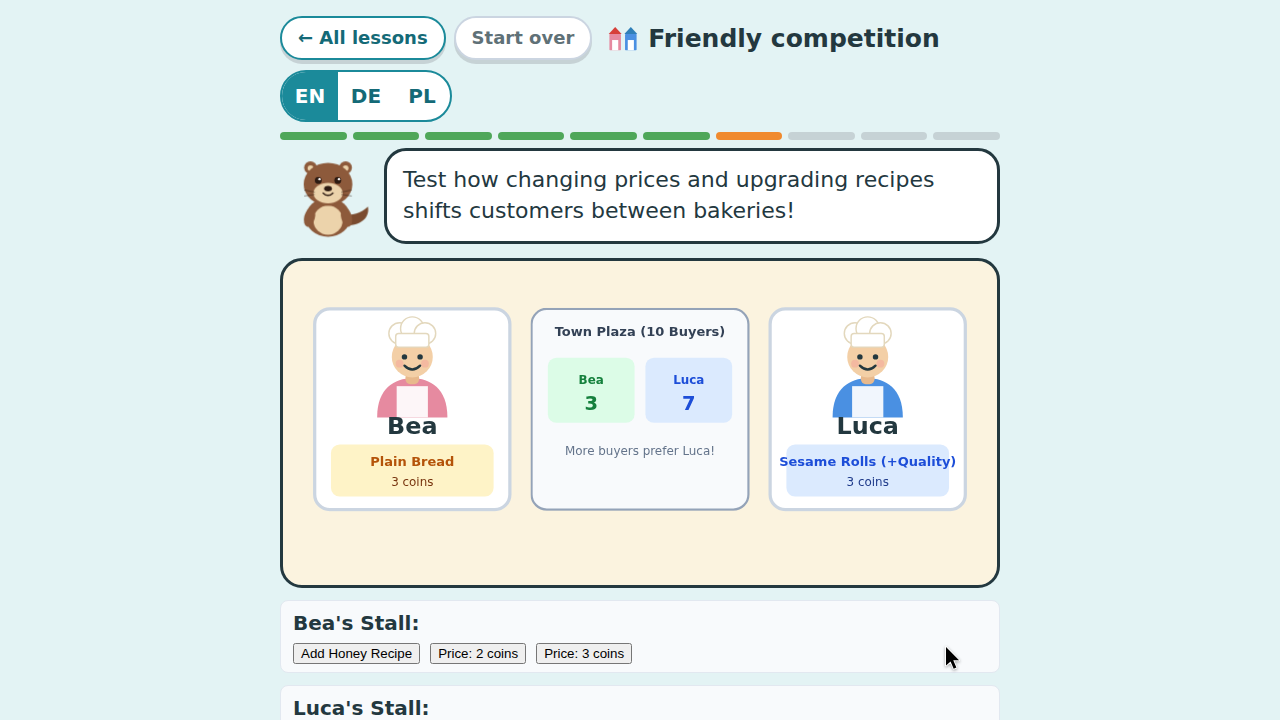 ← All lessons
Start over
Friendly competition
EN DE PL
Test how changing prices and upgrading recipes
shifts customers between bakeries!
Bea
Plain Bread
3 coins
Town Plaza (10 Buyers)
Bea
3
Luca
7
More buyers prefer Luca!
Luca
Sesame Rolls (+Quality)
3 coins
Bea's Stall:
Add Honey Recipe
Price: 2 coins
Price: 3 coins
Luca's Stall: